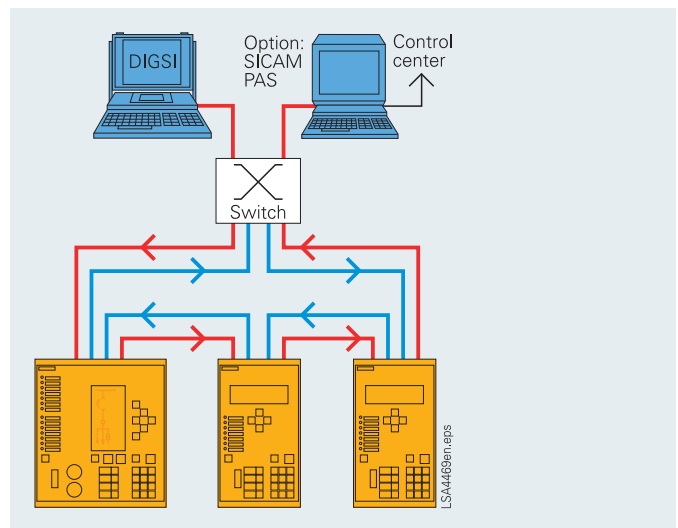 DIGSI
Option:
SICAM
PAS
Control
center
Switch
LSA4469en.eps